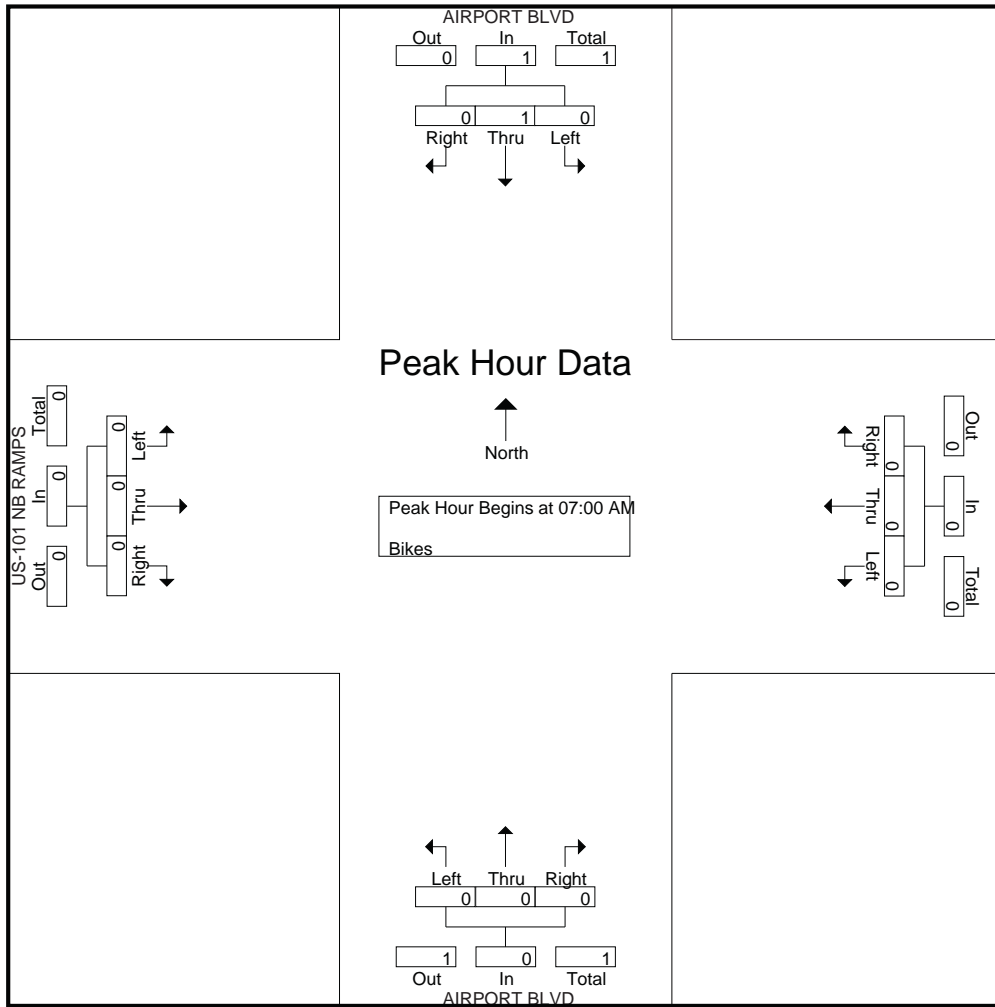 AIRPORT BLVD
Out In Total
0 1 1
0 1 0
Right Thru Left
Peak Hour Data
North
Peak Hour Begins at 07:00 AM
Bikes
US-101 NB RAMPS
Out In Total
0 0 0
0 0 0
Right Thru Left
Out In Total
0 0 0
Right Thru Left
0 0 0
Left Thru Right
0 0 0
1 0 1
Out In Total
AIRPORT BLVD